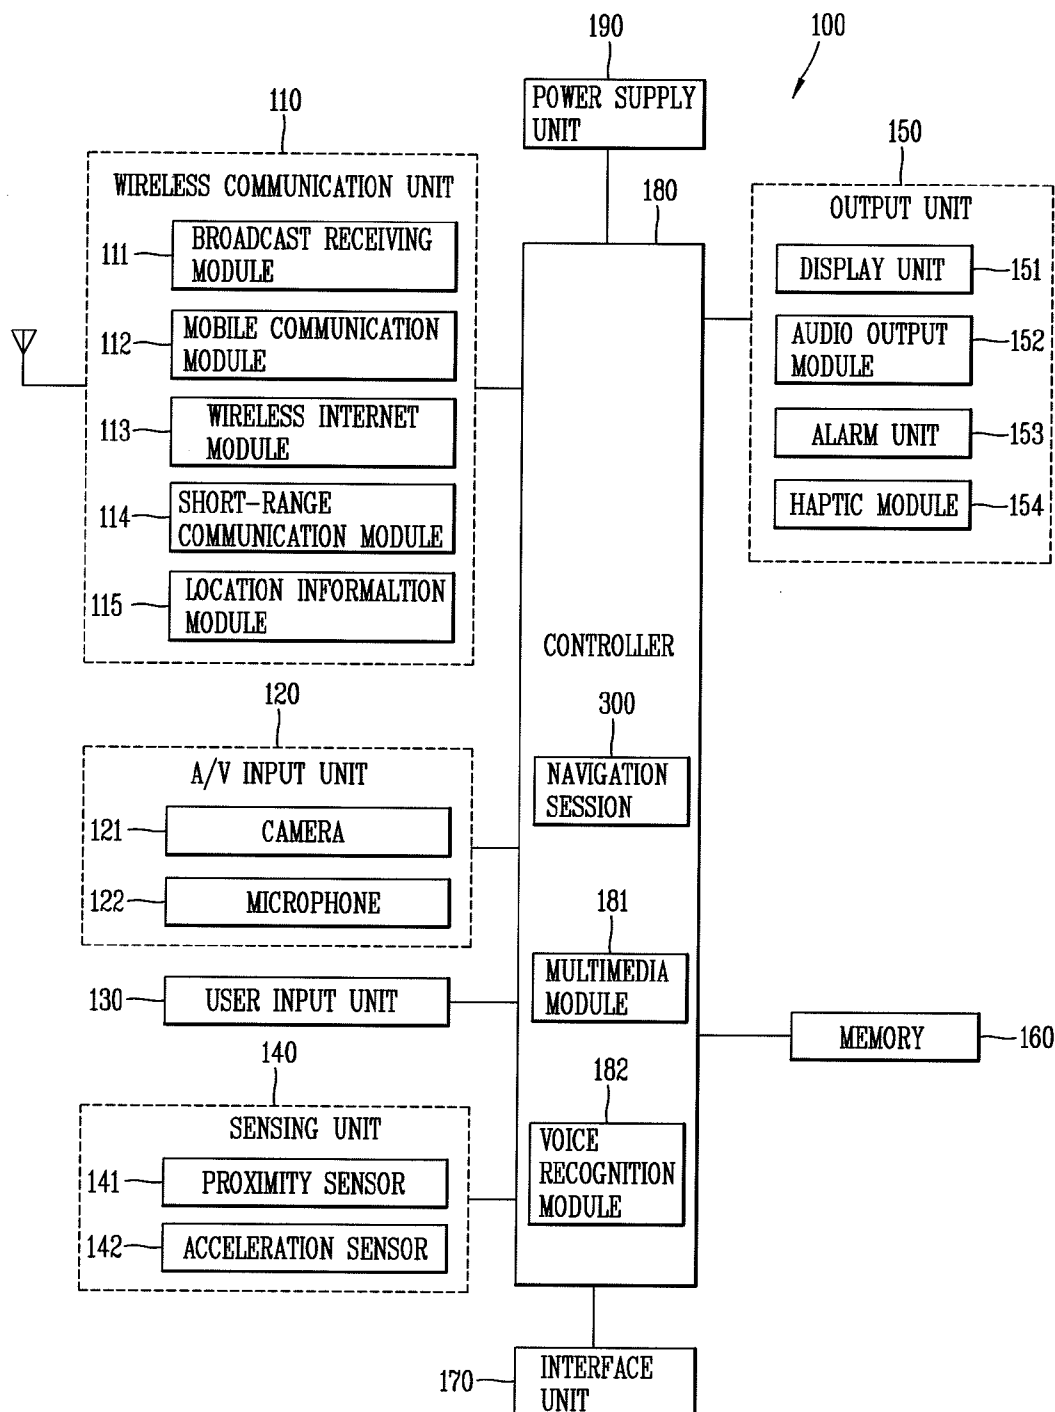 190
100
POWER SUPPLY
UNIT
110
WIRELESS COMMUNICATION UNIT
111
BROADCAST RECEIVING
MODULE
112
MOBILE COMMUNICATION
MODULE
113
WIRELESS INTERNET
MODULE
114
SHORT-RANGE
COMMUNICATION MODULE
115
LOCATION INFORMALTION
MODULE
180
CONTROLLER
150
OUTPUT UNIT
DISPLAY UNIT
151
AUDIO OUTPUT
MODULE
152
ALARM UNIT
153
HAPTIC MODULE
154
120
A/V INPUT UNIT
121
CAMERA
122
MICROPHONE
130
USER INPUT UNIT
140
SENSING UNIT
141
PROXIMITY SENSOR
142
ACCELERATION SENSOR
300
NAVIGATION
SESSION
181
MULTIMEDIA
MODULE
182
VOICE
RECOGNITION
MODULE
MEMORY
160
170
INTERFACE
UNIT